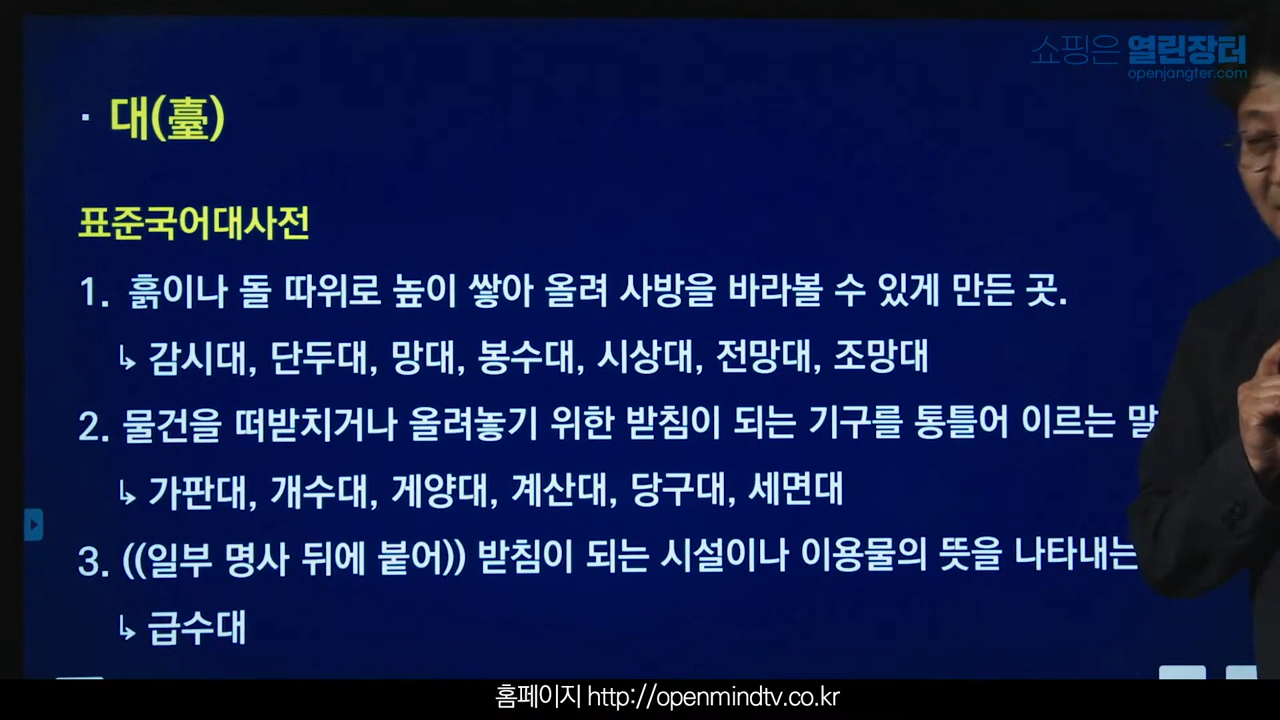 쇼핑은 열린장터
openjangter.com
· 대(臺)
표준국어대사전
1. 흙이나 돌 따위로 높이 쌓아 올려 사방을 바라볼 수 있게 만든 곳.
↳ 감시대, 단두대, 망대, 봉수대, 시상대, 전망대, 조망대
2. 물건을 떠받치거나 올려놓기 위한 받침이 되는 기구를 통틀어 이르는 말
↳ 가판대, 개수대, 게양대, 계산대, 당구대, 세면대
3. ((일부 명사 뒤에 붙어)) 받침이 되는 시설이나 이용물의 뜻을 나타내는
↳ 급수대
홈페이지 http://openmindtv.co.kr